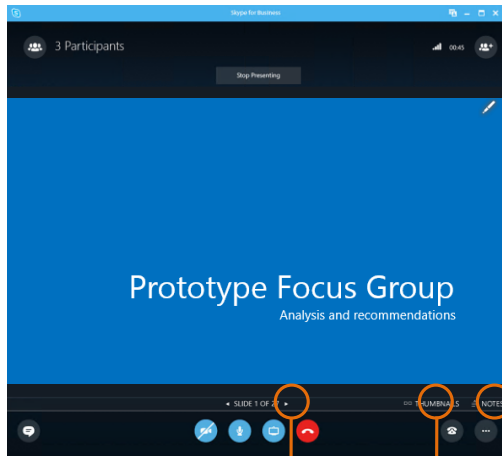 Skype for Business
3 Participants
00:45
Stop Presenting
Prototype Focus Group
Analysis and recommendations
◄ SLIDE 1 OF 27 ►
THUMBNAILS
NOTES